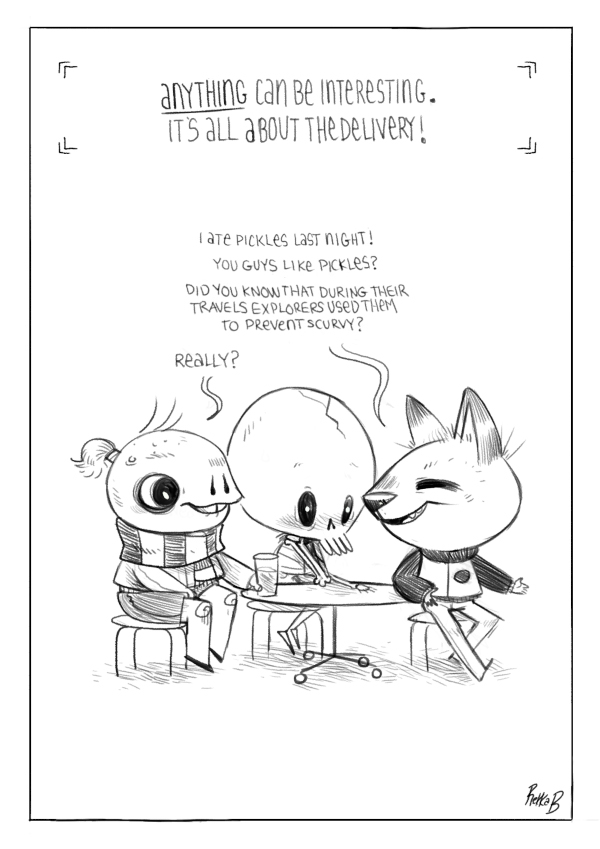 anyTHInG can BE InTERESTInG.
IT'S aLL aBOUT THE DELIVERY!
I aTe PICKLES LaST nIGHT!
YOU GUYS LIKE PICKLES?
DID YOU KNOW THAT DURING THEIR
TRAVELS EXPLORERS USED THEM
TO PREVENT SCURVY?
ReaLLY?